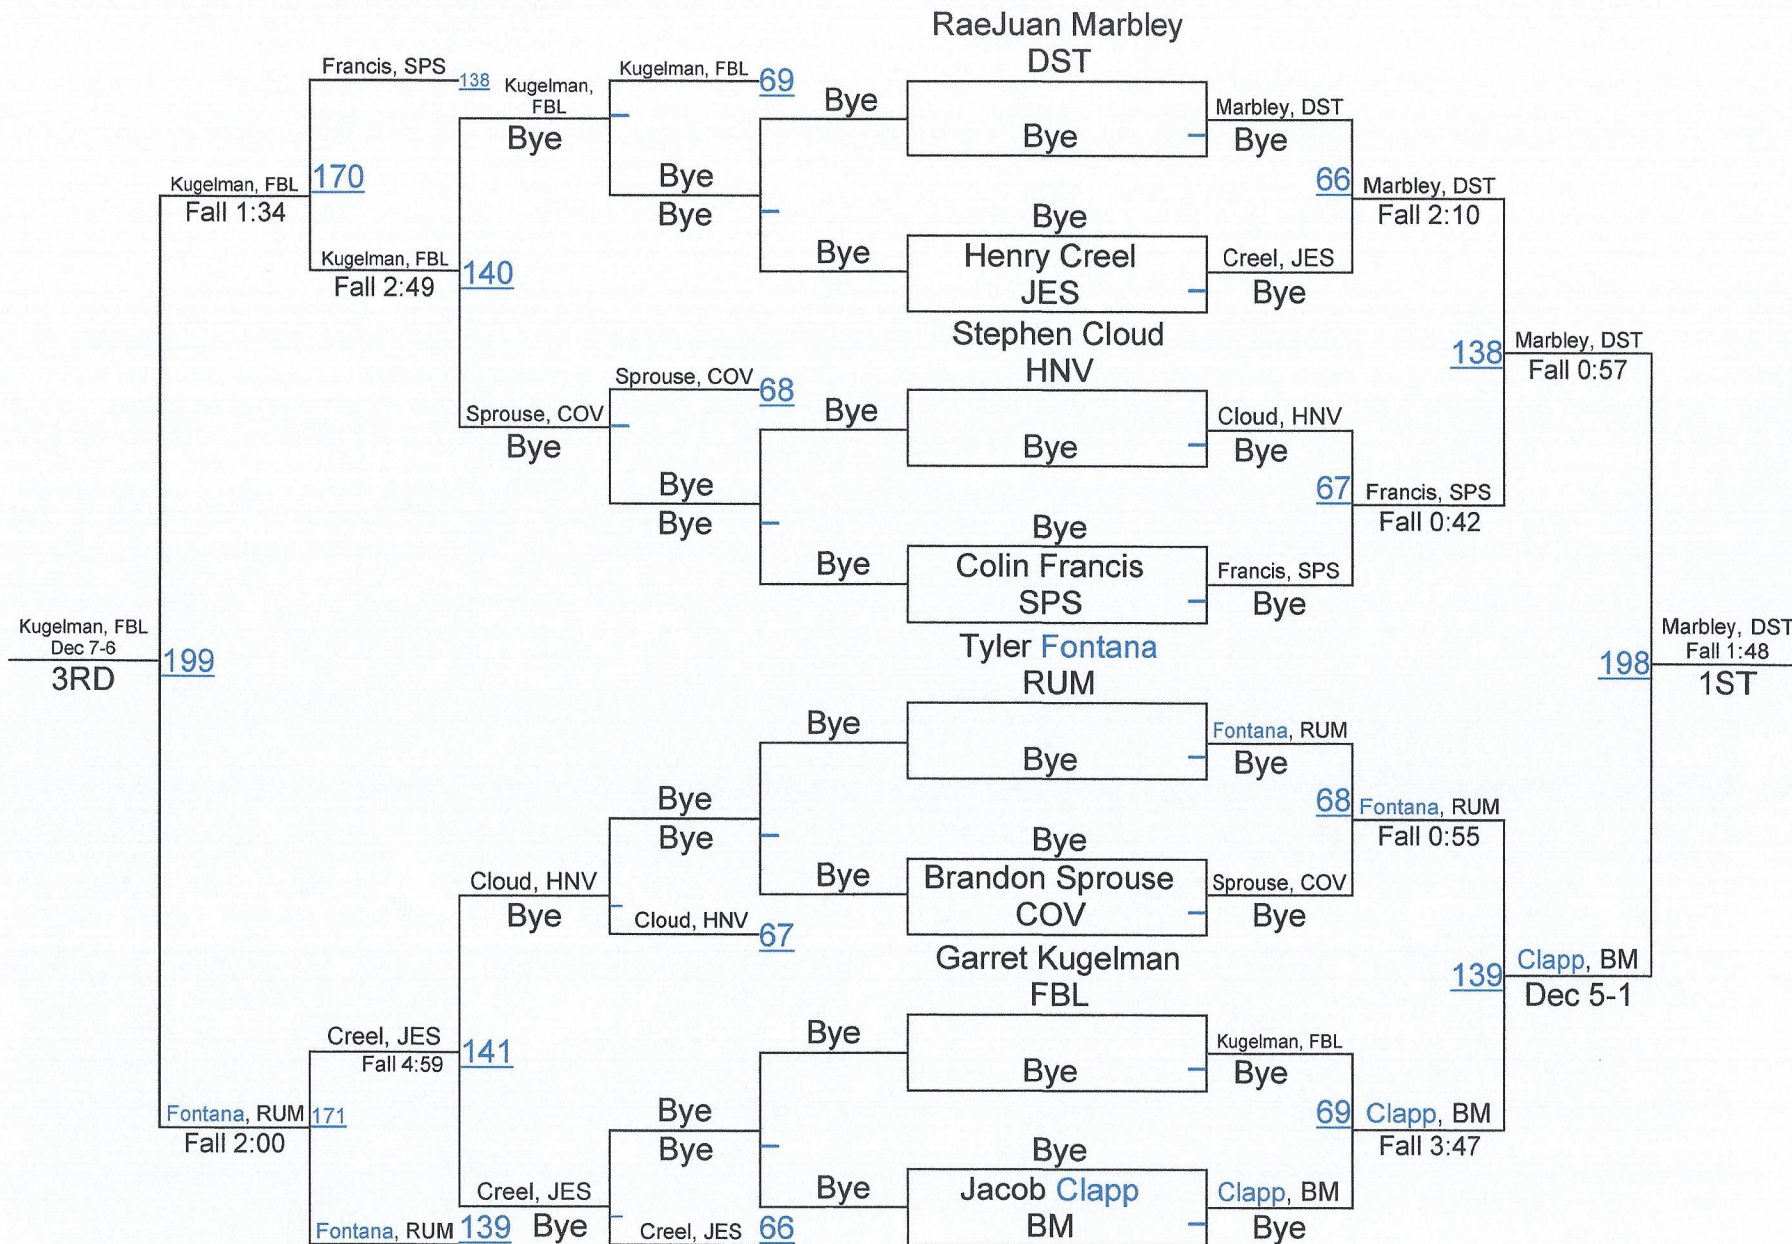 RaeJuan Marbley
DST
Francis, SPS
138
Kugelman,
FBL
Bye
Kugelman, FBL
69
Bye
Bye
Marbley, DST
Bye
Bye
Bye
170
Kugelman, FBL
Fall 1:34
66
Marbley, DST
Fall 2:10
Bye
Bye
Henry Creel
JES
Creel, JES
Bye
Kugelman, FBL
Fall 2:49
140
Stephen Cloud
HNV
138
Marbley, DST
Fall 0:57
Sprouse, COV
68
Sprouse, COV
Bye
Bye
Bye
Cloud, HNV
Bye
Bye
Bye
67
Francis, SPS
Fall 0:42
Bye
Bye
Colin Francis
SPS
Francis, SPS
Bye
Kugelman, FBL
Dec 7-6
3RD
199
Tyler Fontana
RUM
198
Marbley, DST
Fall 1:48
1ST
Bye
Bye
Fontana, RUM
Bye
Bye
Bye
68
Fontana, RUM
Fall 0:55
Bye
Bye
Brandon Sprouse
COV
Sprouse, COV
Bye
Cloud, HNV
Bye
Cloud, HNV
67
Garret Kugelman
FBL
139
Clapp, BM
Dec 5-1
Creel, JES
Fall 4:59
141
Bye
Bye
Kugelman, FBL
Bye
Fontana, RUM
Fall 2:00
171
Bye
Bye
69
Clapp, BM
Fall 3:47
Bye
Bye
Jacob Clapp
BM
Clapp, BM
Bye
Creel, JES
Bye
Fontana, RUM
139
Creel, JES
66